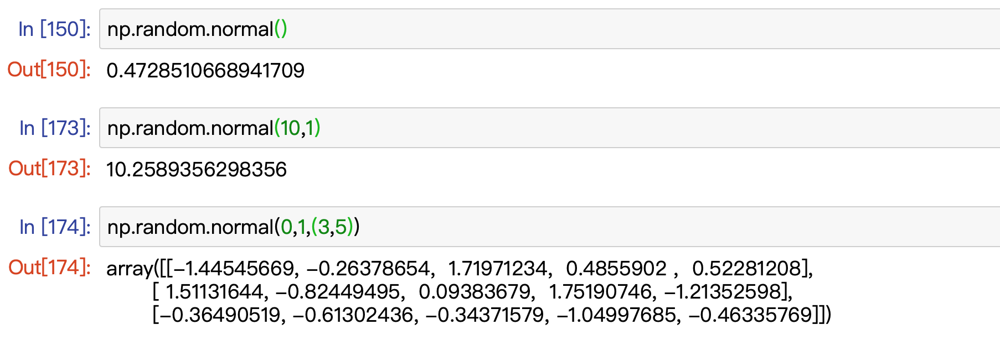 In [150]: np.random.normal()
Out[150]: 0.4728510668941709
In [173]: np.random.normal(10,1)
Out[173]: 10.2589356298356
In [174]: np.random.normal(0,1,(3,5))
Out[174]: array([[-1.44545669, -0.26378654,  1.71971234,  0.4855902 ,  0.52281208],
[ 1.51131644, -0.82449495,  0.09383679,  1.75190746, -1.21352598],
[-0.36490519, -0.61302436, -0.34371579, -1.04997685, -0.46335769]])